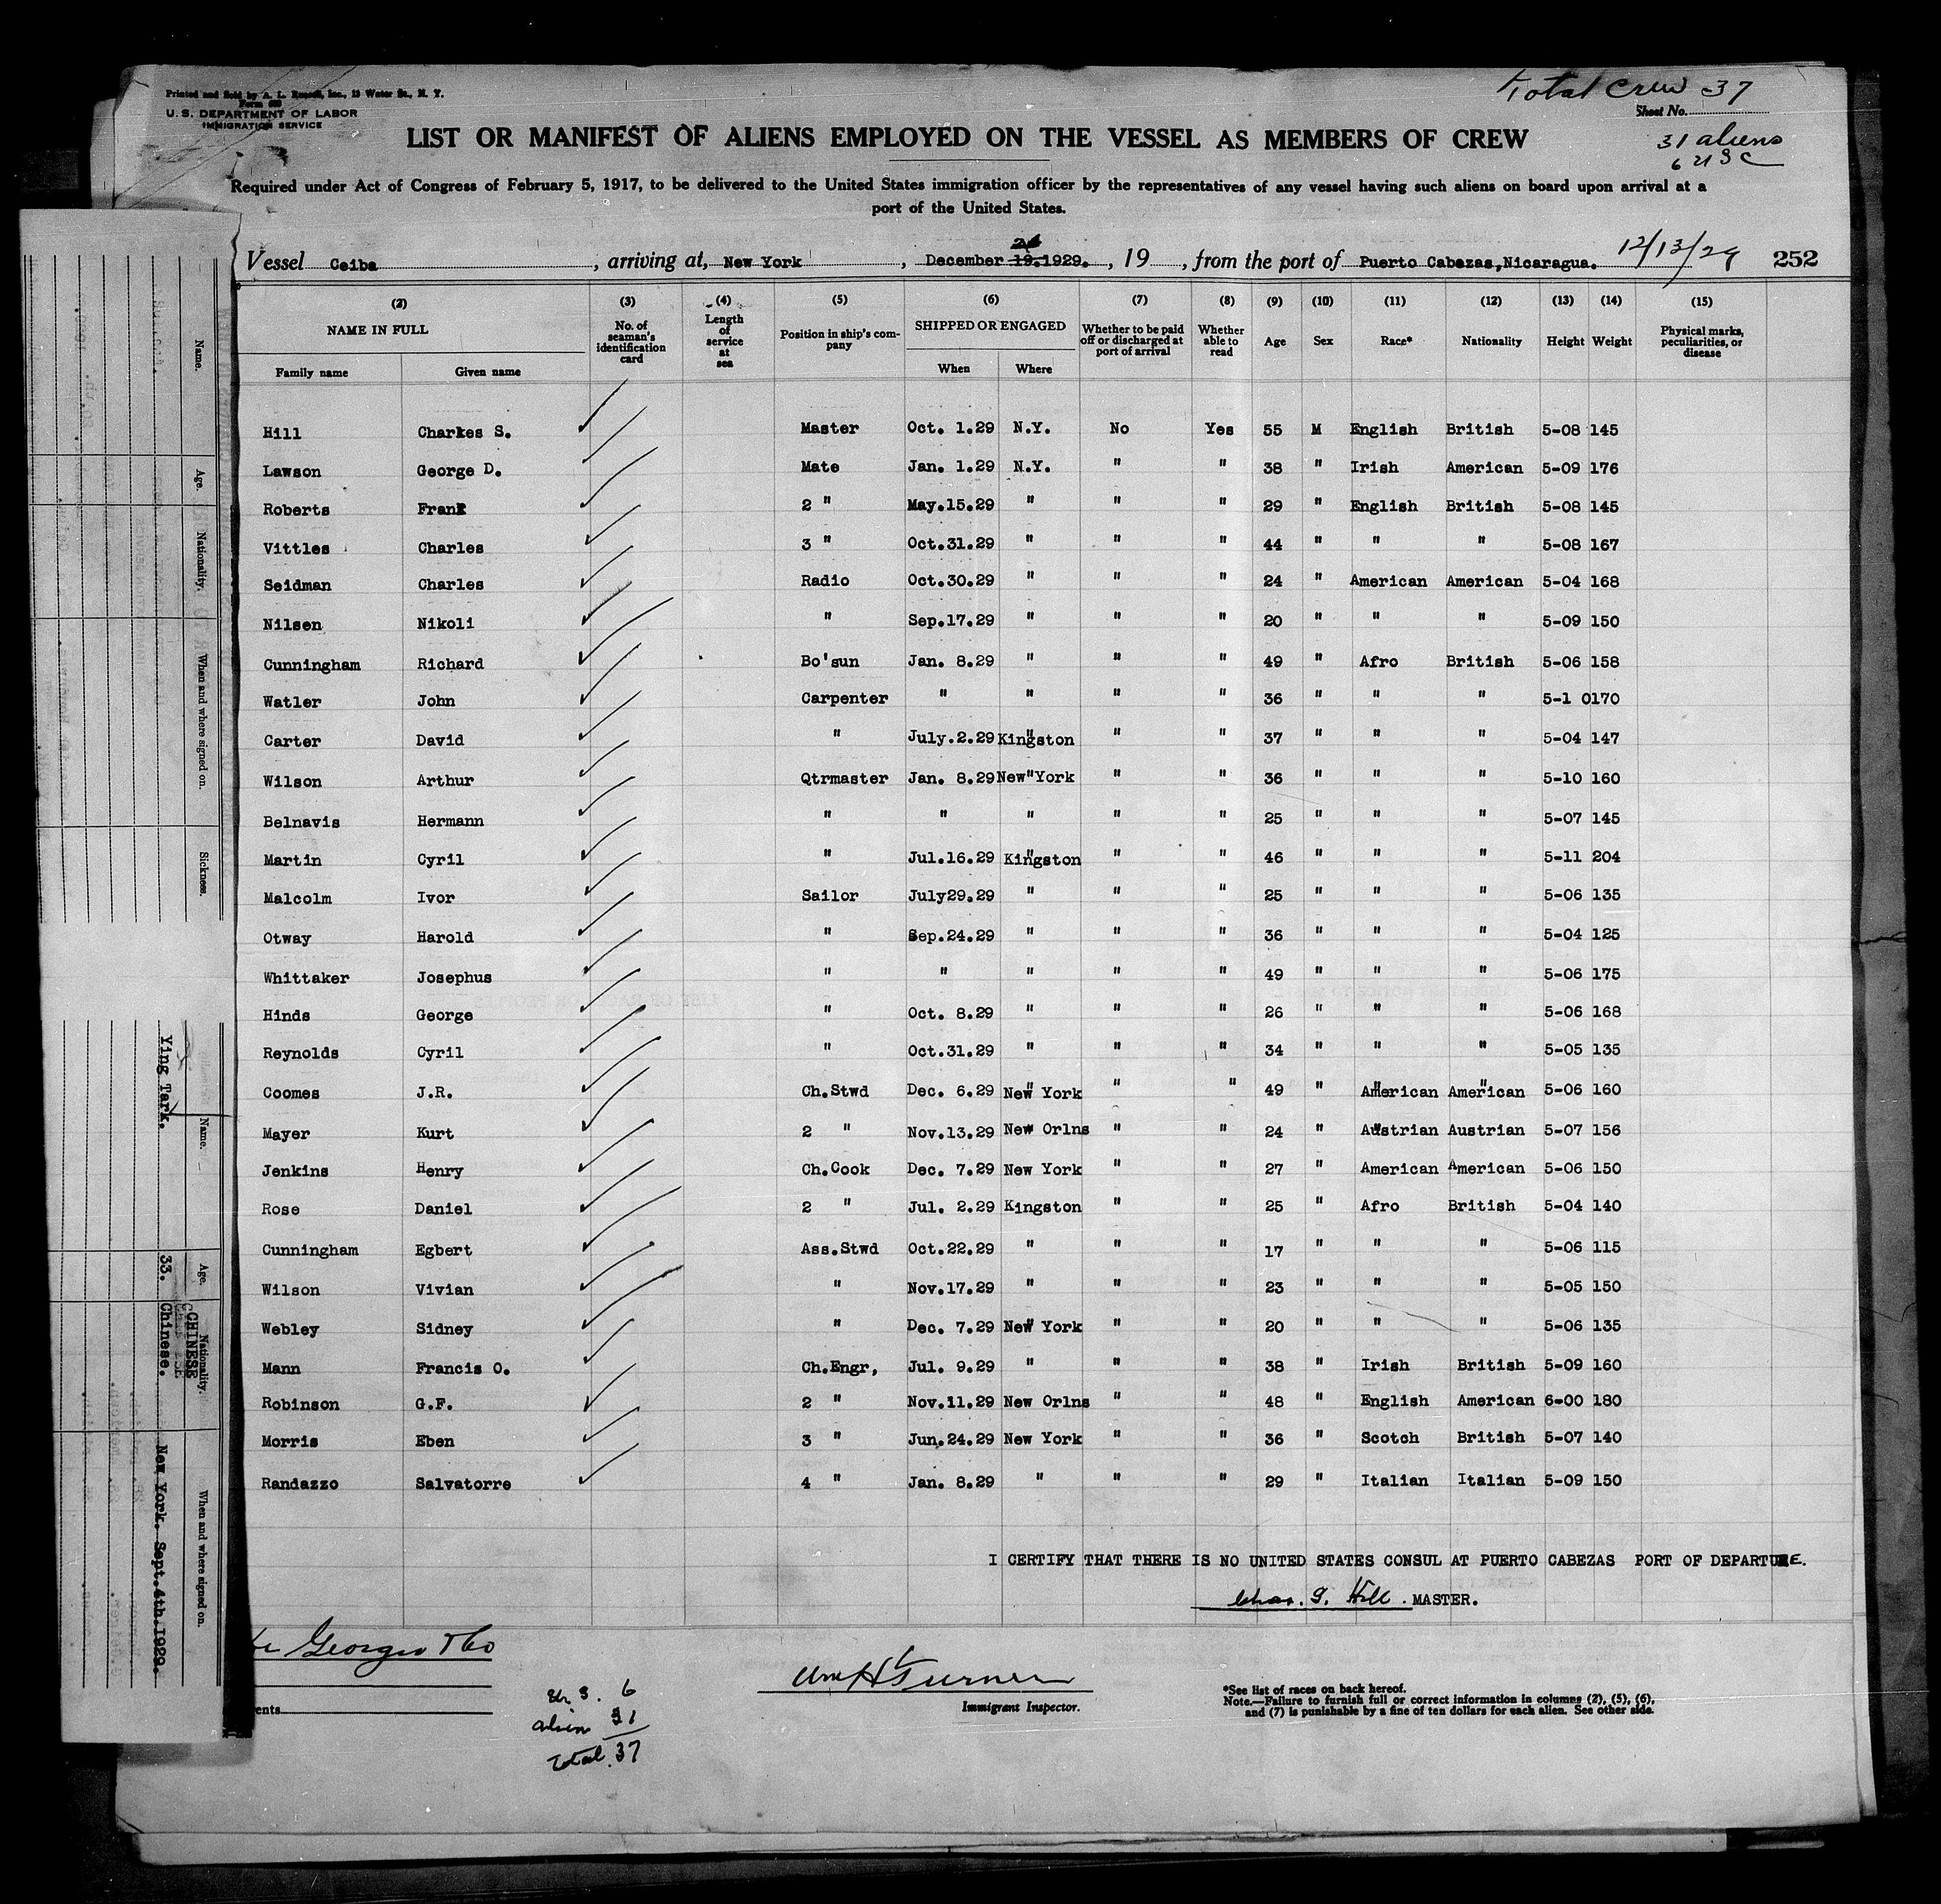 Printed and Sold by A. L. Russell, Inc., 13 Water St., N. Y.
Form 689
U. S. DEPARTMENT OF LABOR
IMMIGRATION SERVICE
Total Crew 37
Sheet No.
31 aliens
6 USC
LIST OR MANIFEST OF ALIENS EMPLOYED ON THE VESSEL AS MEMBERS OF CREW
Required under Act of Congress of February 5, 1917, to be delivered to the United States immigration officer by the representatives of any vessel having such aliens on board upon arrival at a
port of the United States.
Vessel Ceiba, arriving at, New York, December 19.1929., 19, from the port of Puerto Cabezas,Nicaragua. 12/13/29 252
(2) (3) (4) (5) (6) (7) (8) (9) (10) (11) (12) (13) (14) (15)
NAME IN FULL No. of seaman's identification card Length of service at sea Position in ship's company SHIPPED OR ENGAGED Whether to be paid off or discharged at port of arrival Whether able to read Age Sex Race* Nationality Height Weight Physical marks, peculiarities, or disease
Family name Given name When Where
Hill Charles S. Master Oct. 1.29 N.Y. No Yes 55 M English British 5-08 145
Lawson George D. Mate Jan. 1.29 N.Y. " " 38 " Irish American 5-09 176
Roberts Frank 2 " May.15.29 " " " 29 " English British 5-08 145
Vittles Charles 3 " Oct.31.29 " " " 44 " " " 5-08 167
Seidman Charles Radio Oct.30.29 " " " 24 " American American 5-04 168
Nilsen Nikoli " Sep.17.29 " " " 20 " " " 5-09 150
Cunningham Richard Bo'sun Jan. 8.29 " " " 49 " Afro British 5-06 158
Watler John Carpenter " " " " 36 " " " 5-1 0170
Carter David " July.2.29 Kingston " " 37 " " " 5-04 147
Wilson Arthur Qtrmaster Jan. 8.29 New York " " 36 " " " 5-10 160
Belnavis Hermann " " " " " 25 " " " 5-07 145
Martin Cyril " Jul.16.29 Kingston " " 46 " " " 5-11 204
Malcolm Ivor Sailor July29.29 " " " 25 " " " 5-06 135
Otway Harold " Sep.24.29 " " " 36 " " " 5-04 125
Whittaker Josephus " " " " " 49 " " " 5-06 175
Hinds George " Oct. 8.29 " " " 26 " " " 5-06 168
Reynolds Cyril " Oct.31.29 " " " 34 " " " 5-05 135
Coomes J.R. Ch.Stwd Dec. 6.29 New York " " 49 " American American 5-06 160
Mayer Kurt 2 " Nov.13.29 New Orlns " " 24 " Austrian Austrian 5-07 156
Jenkins Henry Ch.Cook Dec. 7.29 New York " " 27 " American American 5-06 150
Rose Daniel 2 " Jul. 2.29 Kingston " " 25 " Afro British 5-04 140
Cunningham Egbert Ass.Stwd Oct.22.29 " " " 17 " " " 5-06 115
Wilson Vivian " Nov.17.29 " " " 23 " " " 5-05 150
Webley Sidney " Dec. 7.29 New York " " 20 " " " 5-06 135
Mann Francis O. Ch.Engr, Jul. 9.29 " " " 38 " Irish British 5-09 160
Robinson G.F. 2 " Nov.11.29 New Orlns " " 48 " English American 6-00 180
Morris Eben 3 " Jun.24.29 New York " " 36 " Scotch British 5-07 140
Randazzo Salvatorre 4 " Jan. 8.29 " " " 29 " Italian Italian 5-09 150
I CERTIFY THAT THERE IS NO UNITED STATES CONSUL AT PUERTO CABEZAS PORT OF DEPARTURE.
Chas. S. Hill. MASTER.
Wm H Turner
Immigrant Inspector.
6
alien 31
Total. 37
ents
*See list of races on back hereof.
Note.—Failure to furnish full or correct information in columns (2), (5), (6),
and (7) is punishable by a fine of ten dollars for each alien. See other side.
Name. Age. Nationality. When and where signed on. Sickness.
Name. Age. Nationality. When and where signed on.
CHINESE
Ying Tark. 33. Chinese. New York. Sept.4th.1929.